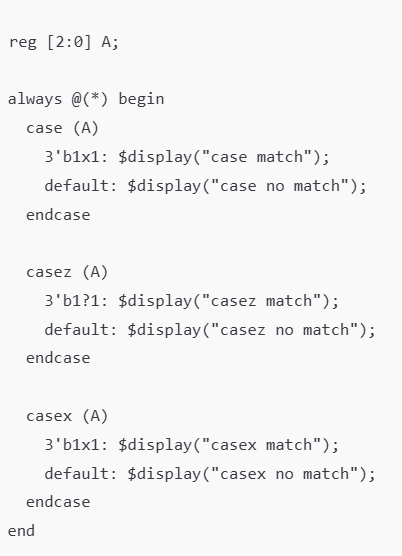 reg [2:0] A;
always @(*) begin
case (A)
3'b1x1: $display("case match");
default: $display("case no match");
endcase
casez (A)
3'b1?1: $display("casez match");
default: $display("casez no match");
endcase
casex (A)
3'b1x1: $display("casex match");
default: $display("casex no match");
endcase
end